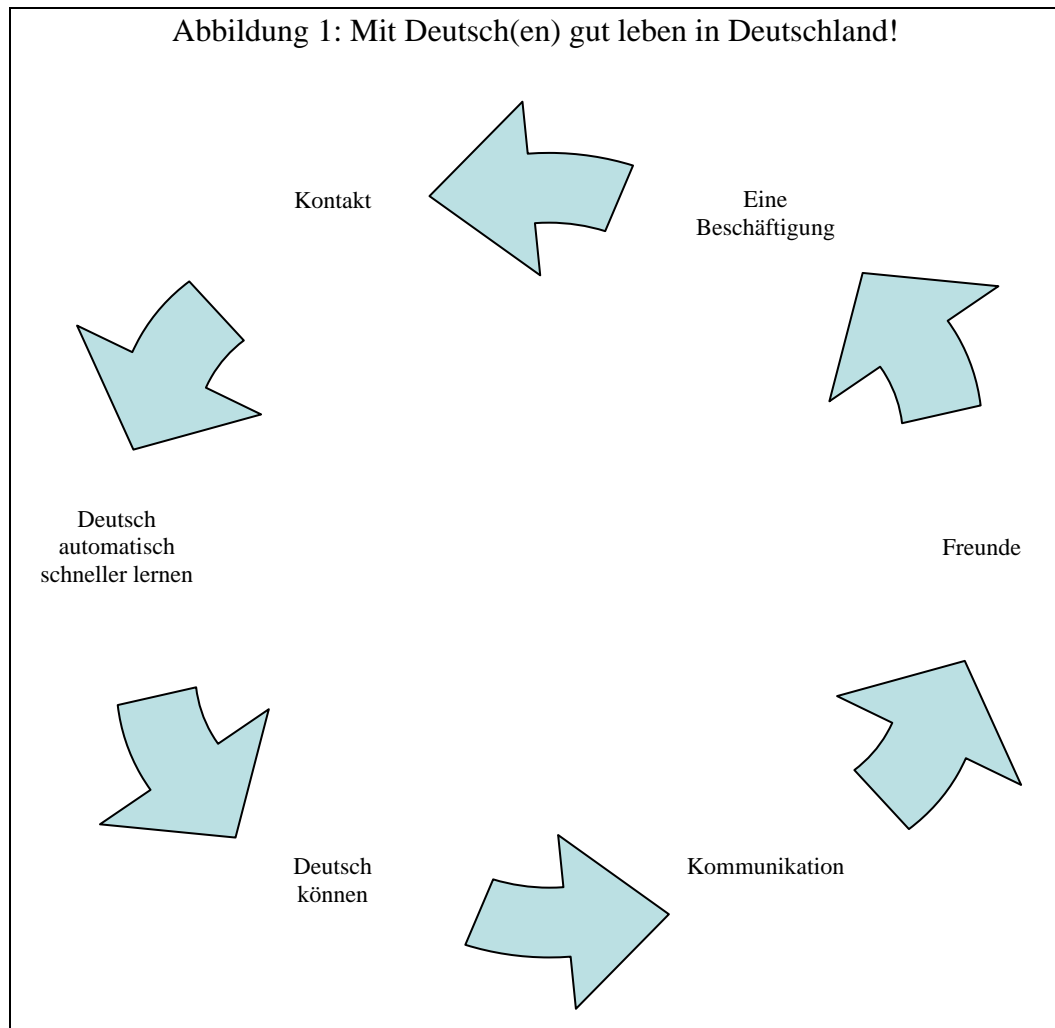 Abbildung 1: Mit Deutsch(en) gut leben in Deutschland!
Kontakt
Eine
Beschäftigung
Deutsch
automatisch
schneller lernen
Freunde
Deutsch
können
Kommunikation